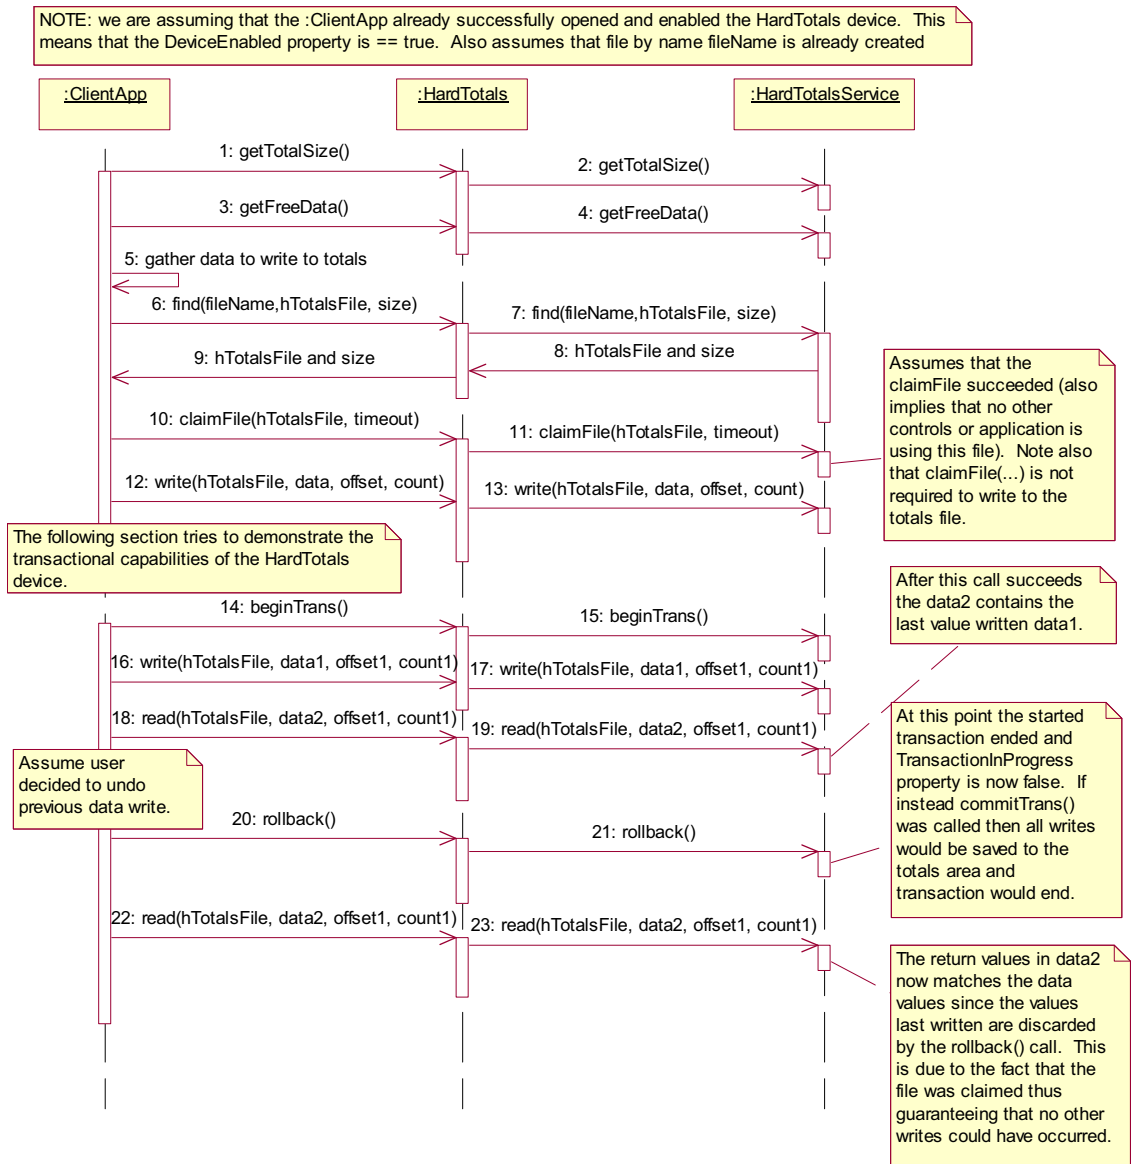 NOTE: we are assuming that the :ClientApp already successfully opened and enabled the HardTotals device.  This
means that the DeviceEnabled property is == true.  Also assumes that file by name fileName is already created
:ClientApp
:HardTotals
:HardTotalsService
1: getTotalSize()
2: getTotalSize()
3: getFreeData()
4: getFreeData()
5: gather data to write to totals
6: find(fileName,hTotalsFile, size)
7: find(fileName,hTotalsFile, size)
8: hTotalsFile and size
9: hTotalsFile and size
Assumes that the
claimFile succeeded (also
implies that no other
controls or application is
using this file).  Note also
that claimFile(...) is not
required to write to the
totals file.
10: claimFile(hTotalsFile, timeout)
11: claimFile(hTotalsFile, timeout)
12: write(hTotalsFile, data, offset, count)
13: write(hTotalsFile, data, offset, count)
The following section tries to demonstrate the
transactional capabilities of the HardTotals
device.
After this call succeeds
the data2 contains the
last value written data1.
14: beginTrans()
15: beginTrans()
16: write(hTotalsFile, data1, offset1, count1)
17: write(hTotalsFile, data1, offset1, count1)
18: read(hTotalsFile, data2, offset1, count1)
19: read(hTotalsFile, data2, offset1, count1)
At this point the started
transaction ended and
TransactionInProgress
property is now false.  If
instead commitTrans()
was called then all writes
would be saved to the
totals area and
transaction would end.
Assume user
decided to undo
previous data write.
20: rollback()
21: rollback()
22: read(hTotalsFile, data2, offset1, count1)
23: read(hTotalsFile, data2, offset1, count1)
The return values in data2
now matches the data
values since the values
last written are discarded
by the rollback() call.  This
is due to the fact that the
file was claimed thus
guaranteeing that no other
writes could have occurred.